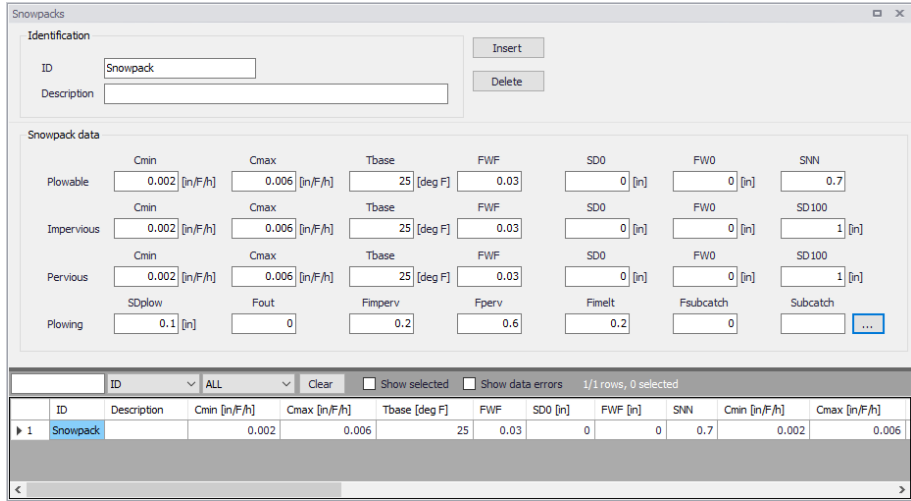 Snowpacks
Identification
ID Snowpack
Insert
Description
Delete
Snowpack data
Cmin Cmax Tbase FWF SD0 FW0 SNN
Plowable 0.002 [in/F/h] 0.006 [in/F/h] 25 [deg F] 0.03 0 [in] 0 [in] 0.7
Cmin Cmax Tbase FWF SD0 FW0 SD100
Impervious 0.002 [in/F/h] 0.006 [in/F/h] 25 [deg F] 0.03 0 [in] 0 [in] 1 [in]
Cmin Cmax Tbase FWF SD0 FW0 SD100
Pervious 0.002 [in/F/h] 0.006 [in/F/h] 25 [deg F] 0.03 0 [in] 0 [in] 1 [in]
SDplow Fout Fimperv Fperv Fimelt Fsubcatch Subcatch
Plowing 0.1 [in] 0 0.2 0.6 0.2 0 ...
ID ALL Clear Show selected Show data errors 1/1 rows, 0 selected
ID Description Cmin [in/F/h] Cmax [in/F/h] Tbase [deg F] FWF SD0 [in] FWF [in] SNN Cmin [in/F/h] Cmax [in/F/h]
1 Snowpack 0.002 0.006 25 0.03 0 0 0.7 0.002 0.006